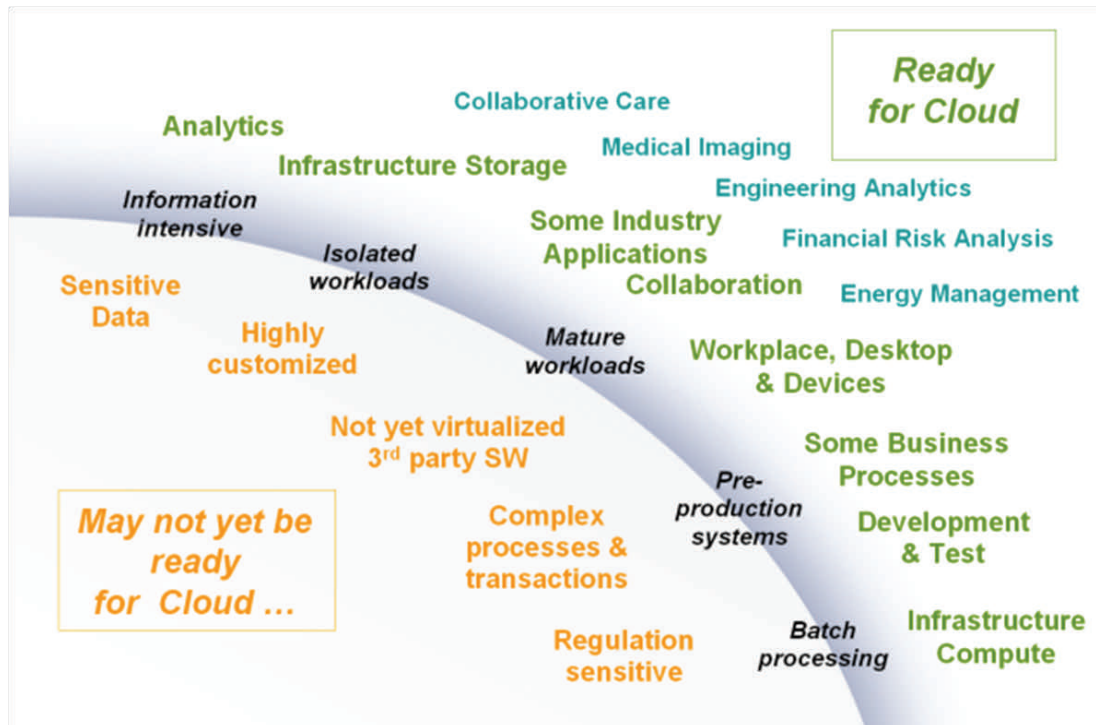 Ready
for Cloud
Collaborative Care
Analytics
Medical Imaging
Infrastructure Storage
Engineering Analytics
Information
intensive
Some Industry
Applications
Financial Risk Analysis
Isolated
workloads
Collaboration
Energy Management
Sensitive
Data
Highly
customized
Mature
workloads
Workplace, Desktop
& Devices
Not yet virtualized
3rd party SW
Some Business
Processes
Pre-
production
systems
May not yet be
ready
for Cloud ...
Complex
processes &
transactions
Development
& Test
Regulation
sensitive
Batch
processing
Infrastructure
Compute